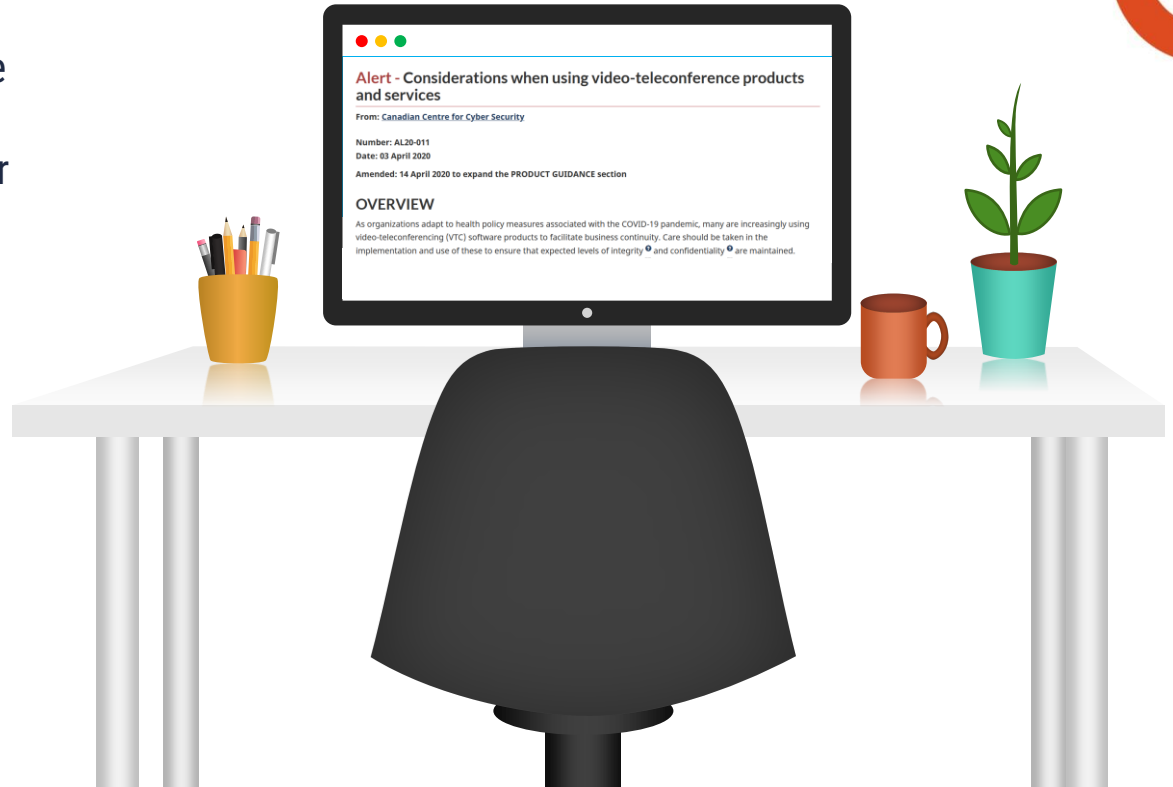 e
r
Alert - Considerations when using video-teleconference products
and services
From: Canadian Centre for Cyber Security
Number: AL20-011
Date: 03 April 2020
Amended: 14 April 2020 to expand the PRODUCT GUIDANCE section
OVERVIEW
As organizations adapt to health policy measures associated with the COVID-19 pandemic, many are increasingly using
video-teleconferencing (VTC) software products to facilitate business continuity. Care should be taken in the
implementation and use of these to ensure that expected levels of integrity and confidentiality are maintained.